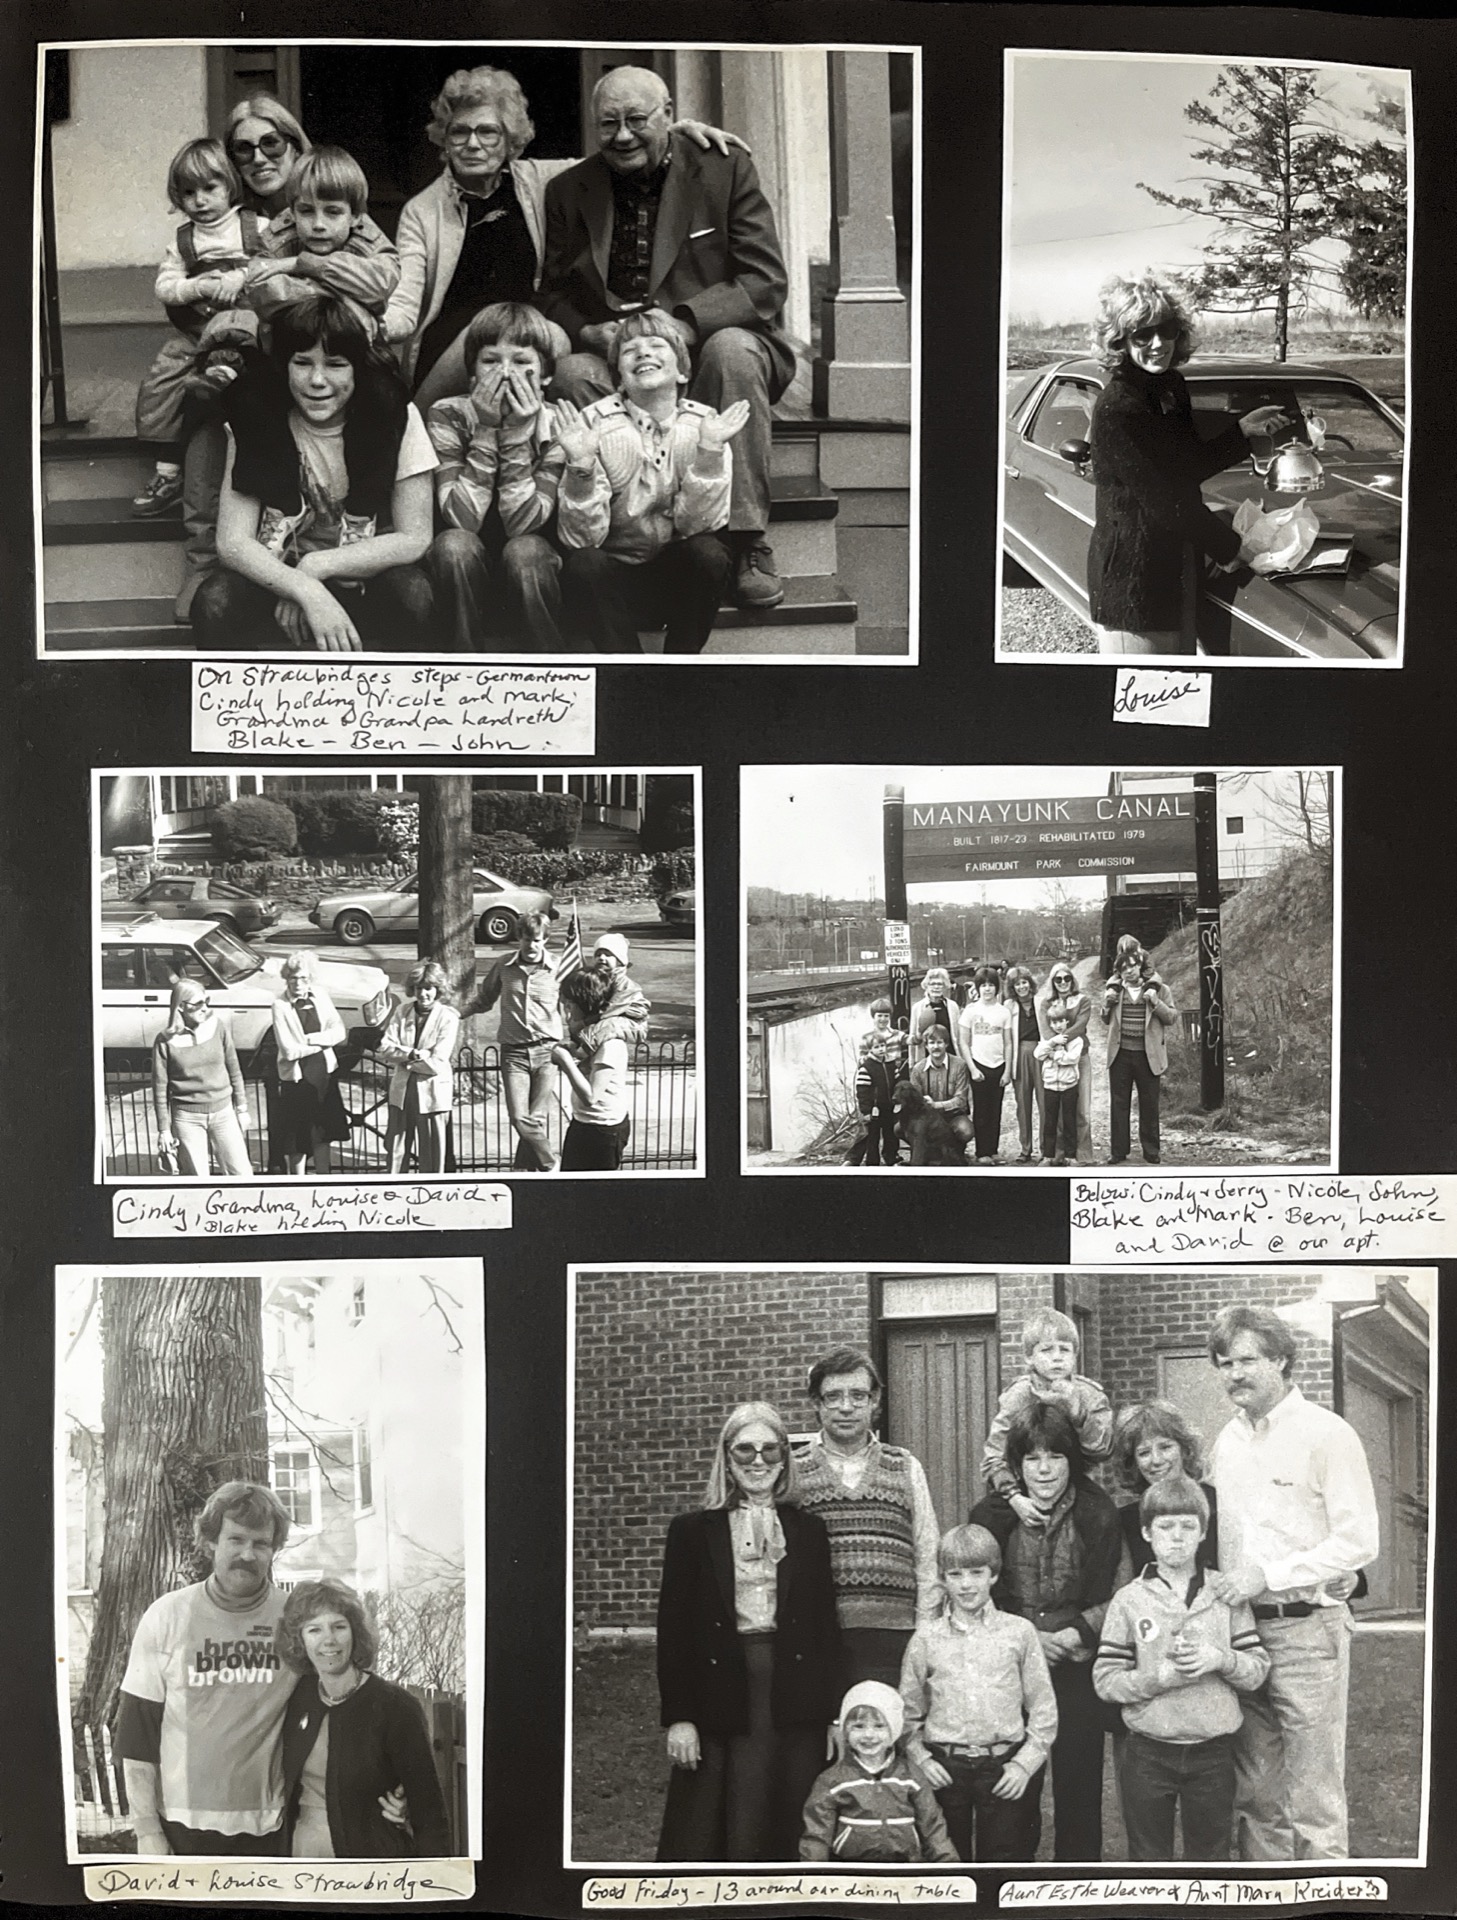 On Strawbridges steps - Germantown
Cindy holding Nicole and Mark;
Grandma & Grandpa Landreth
Blake - Ben - John
Louise
MANAYUNK CANAL
BUILT 1817-23 REHABILITATED 1979
FAIRMOUNT PARK COMMISSION
LOAD
LIMIT
3 TONS
AUTHORIZED
VEHICLES
ONLY
Cindy, Grandma, Louise & David +
Blake holding Nicole
Below: Cindy + Jerry - Nicole, John,
Blake and Mark - Ben, Louise
and David @ our apt.
brown
brown
brown
P
David + Louise Strawbridge
Good Friday - 13 around our dining table
Aunt Esthe Weaver & Aunt Mary Kreider